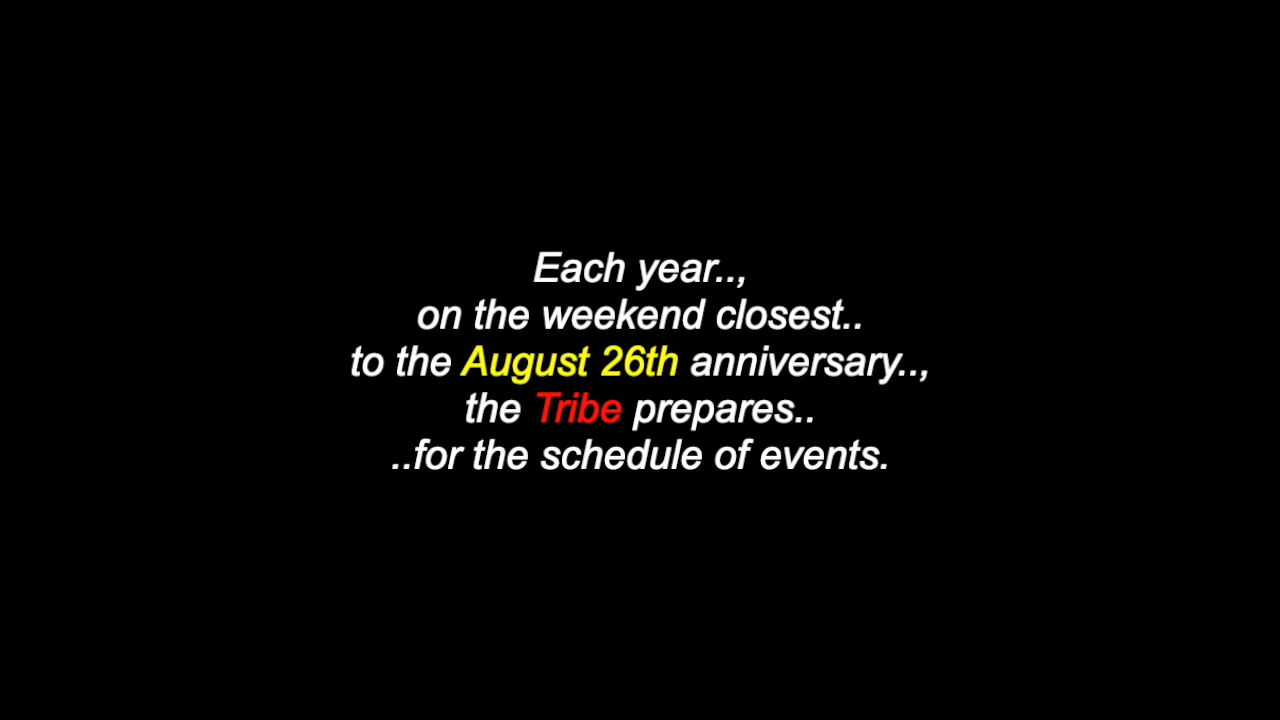 Each year..,
on the weekend closest..
to the August 26th anniversary..,
the Tribe prepares..
..for the schedule of events.